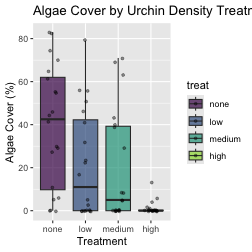 Algae Cover by Urchin Density Treatr
Algae Cover (%)
80
60
40
20
0
none low medium high
Treatment
treat
none
low
medium
high